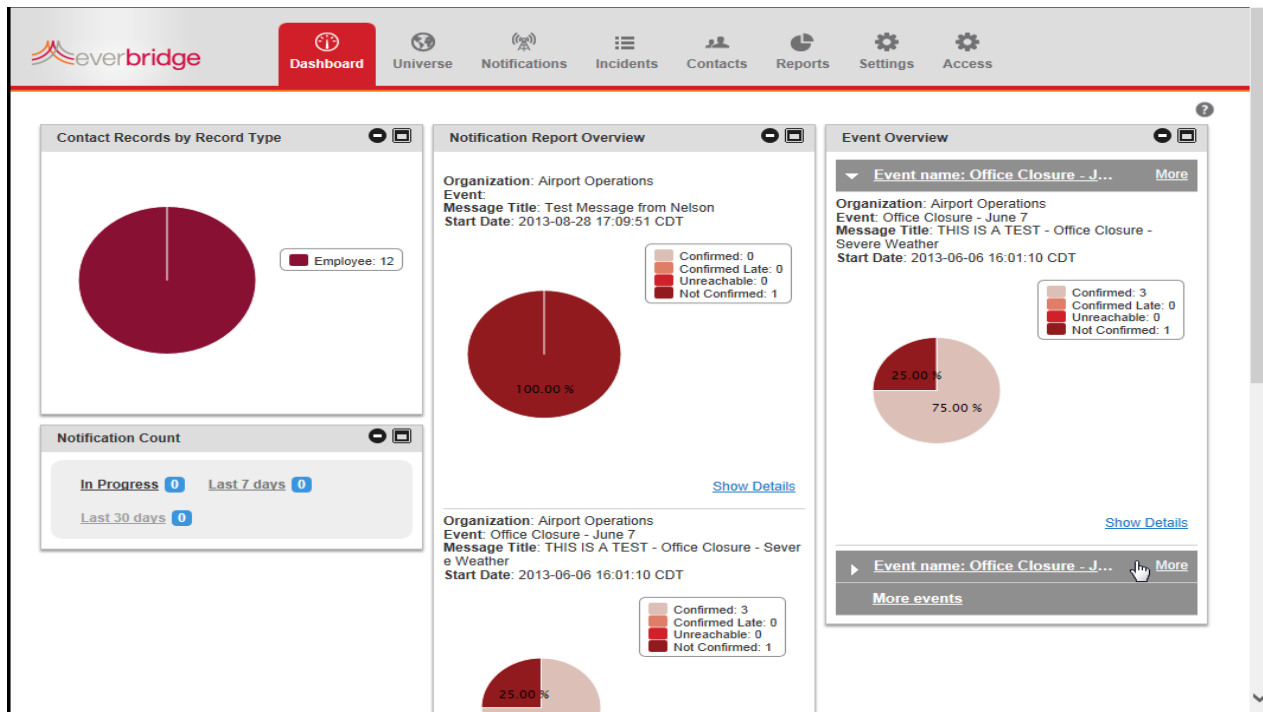 everbridge
Dashboard
Universe
Notifications
Incidents
Contacts
Reports
Settings
Access
?
Contact Records by Record Type
Employee: 12
Notification Count
In Progress 0 Last 7 days 0
Last 30 days 0
Notification Report Overview
Organization: Airport Operations
Event:
Message Title: Test Message from Nelson
Start Date: 2013-08-28 17:09:51 CDT
Confirmed: 0
Confirmed Late: 0
Unreachable: 0
Not Confirmed: 1
100.00 %
Show Details
Organization: Airport Operations
Event: Office Closure - June 7
Message Title: THIS IS A TEST - Office Closure - Sever
e Weather
Start Date: 2013-06-06 16:01:10 CDT
Confirmed: 3
Confirmed Late: 0
Unreachable: 0
Not Confirmed: 1
25.00 %
Event Overview
Event name: Office Closure - J... More
Organization: Airport Operations
Event: Office Closure - June 7
Message Title: THIS IS A TEST - Office Closure -
Severe Weather
Start Date: 2013-06-06 16:01:10 CDT
Confirmed: 3
Confirmed Late: 0
Unreachable: 0
Not Confirmed: 1
25.00 %
75.00 %
Show Details
Event name: Office Closure - J... More
More events